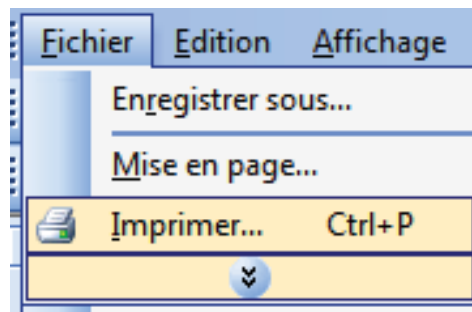 Fichier Edition Affichage
Enregistrer sous...
Mise en page...
Imprimer... Ctrl+P